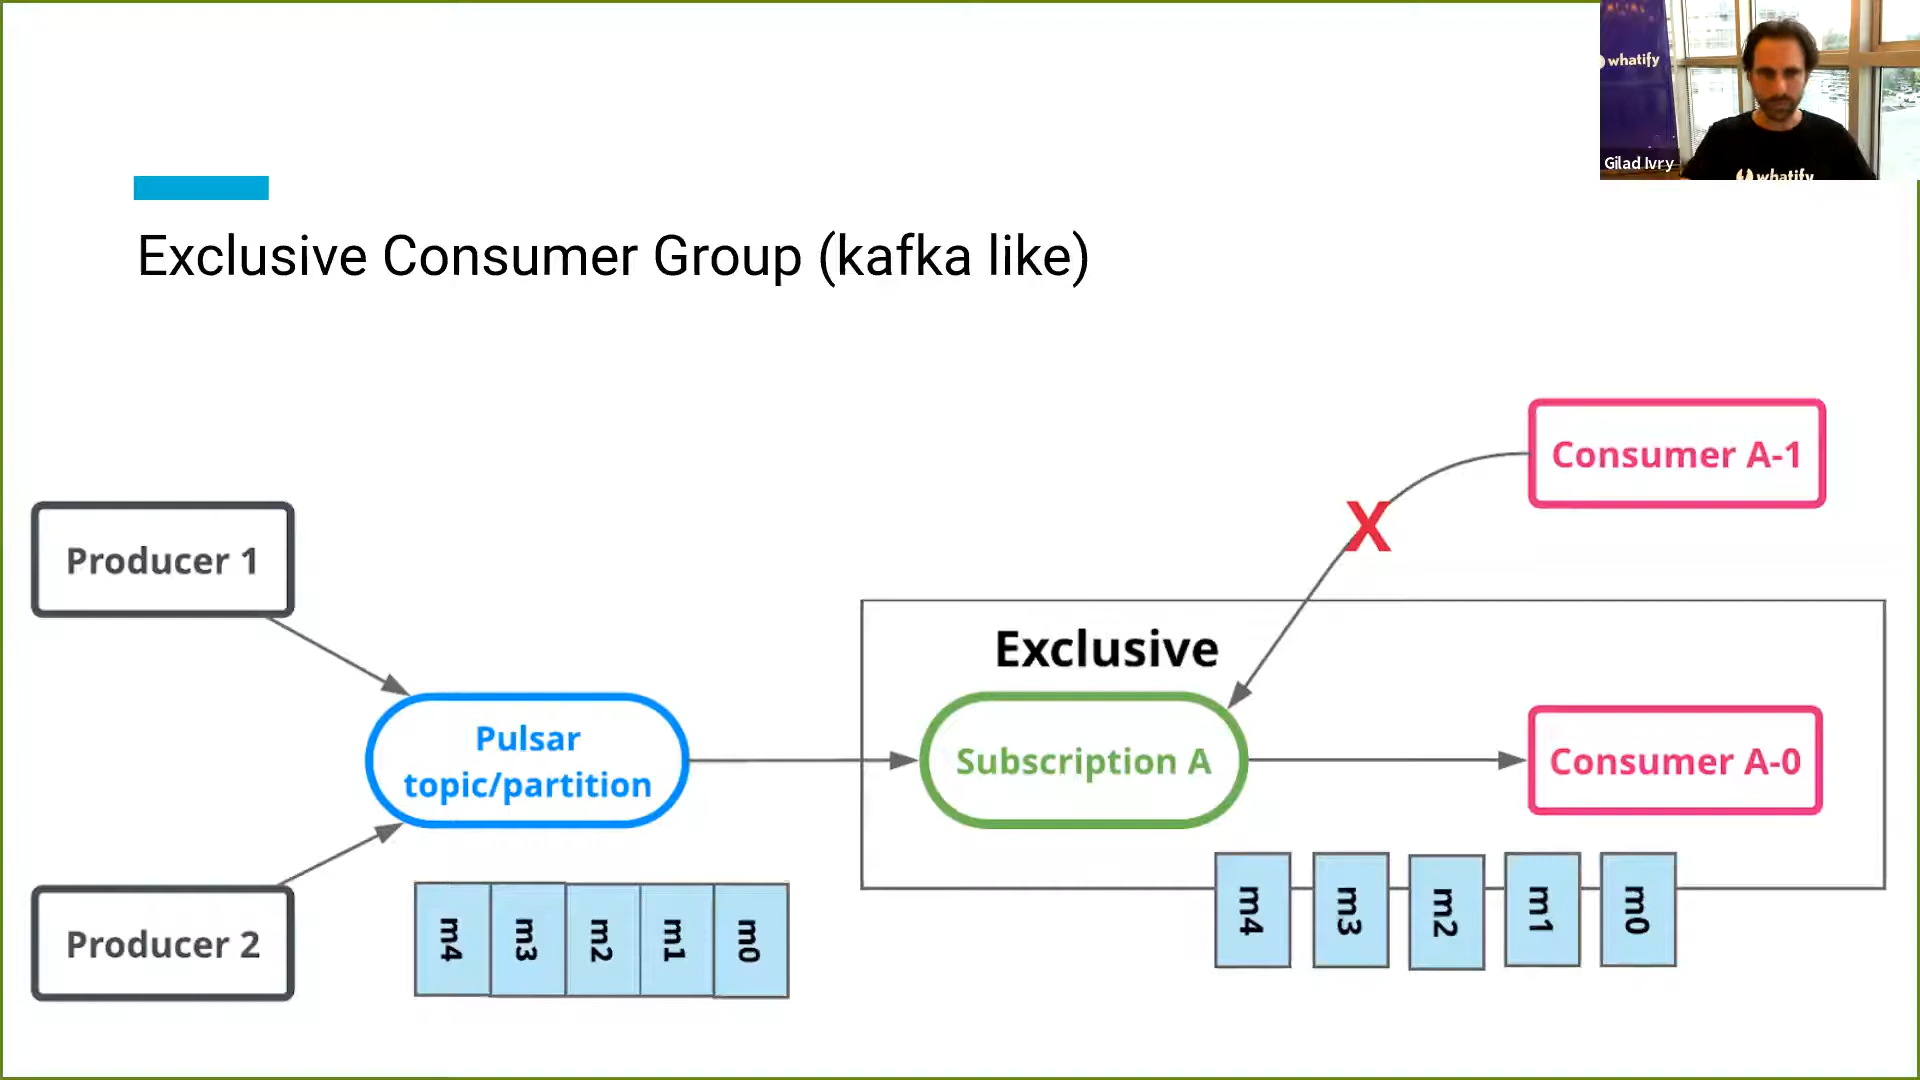 whatify
Gilad Ivry
whatify
Exclusive Consumer Group (kafka like)
Consumer A-1
X
Producer 1
Exclusive
Pulsar
topic/partition
Subscription A
Consumer A-0
Producer 2
m4 m3 m2 m1 m0
m4 m3 m2 m1 m0